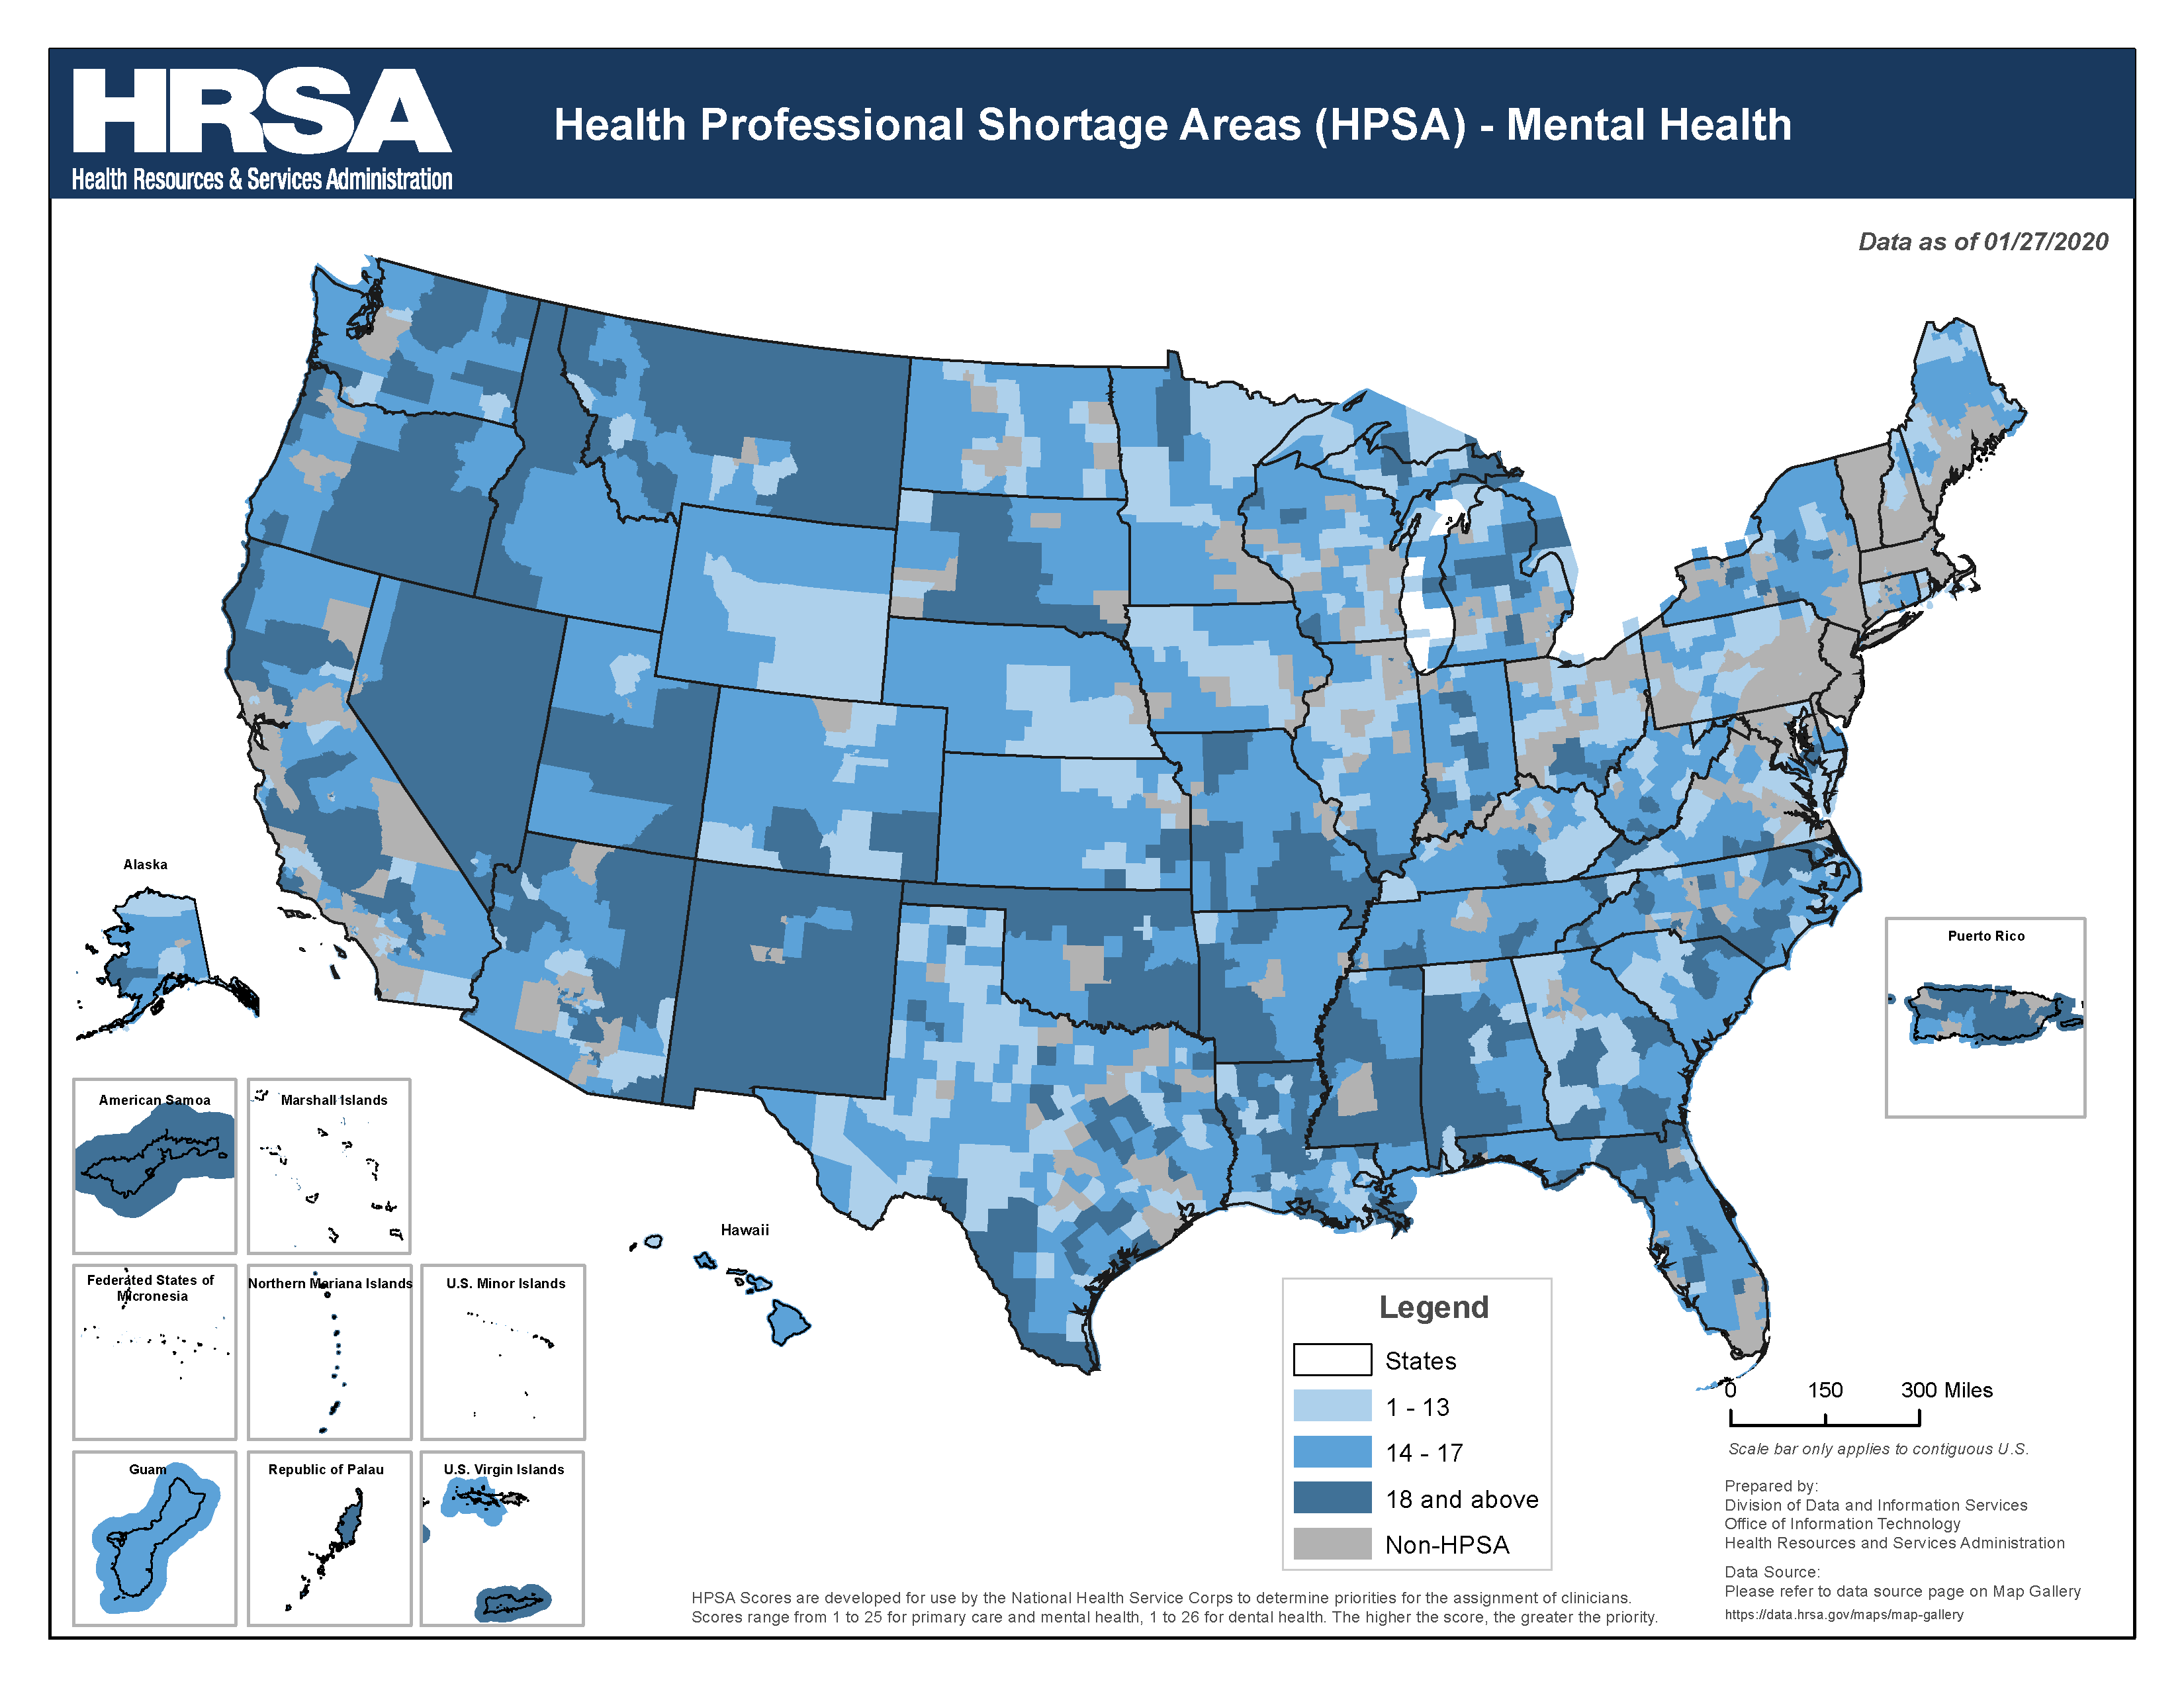 HRSA
Health Resources & Services Administration
Health Professional Shortage Areas (HPSA) - Mental Health
Data as of 01/27/2020
Alaska
Puerto Rico
American Samoa
Marshall Islands
Hawaii
Federated States of
Micronesia
Northern Mariana Islands
U.S. Minor Islands
Guam
Republic of Palau
U.S. Virgin Islands
Legend
States
1 - 13
14 - 17
18 and above
Non-HPSA
0 150 300 Miles
Scale bar only applies to contiguous U.S.
Prepared by:
Division of Data and Information Services
Office of Information Technology
Health Resources and Services Administration
Data Source:
Please refer to data source page on Map Gallery
https://data.hrsa.gov/maps/map-gallery
HPSA Scores are developed for use by the National Health Service Corps to determine priorities for the assignment of clinicians.
Scores range from 1 to 25 for primary care and mental health, 1 to 26 for dental health. The higher the score, the greater the priority.